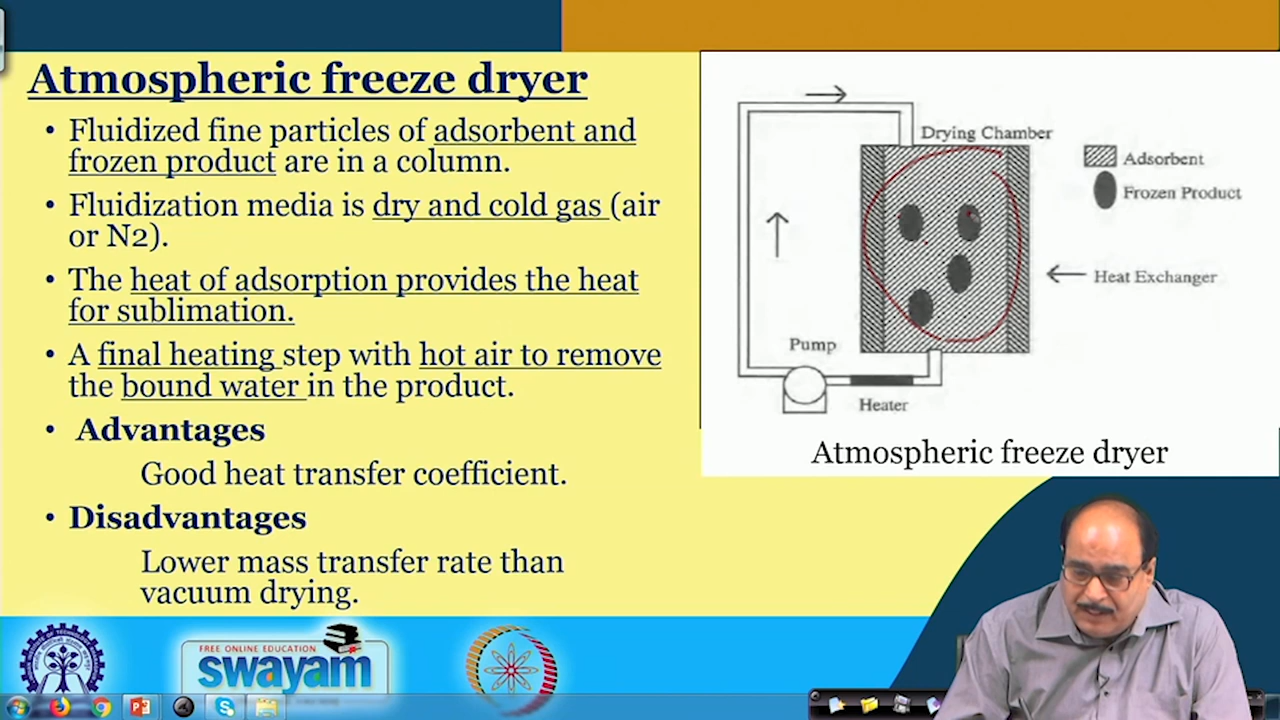 Atmospheric freeze dryer
• Fluidized fine particles of adsorbent and
frozen product are in a column.
• Fluidization media is dry and cold gas (air
or N2).
• The heat of adsorption provides the heat
for sublimation.
• A final heating step with hot air to remove
the bound water in the product.
• Advantages
Good heat transfer coefficient.
• Disadvantages
Lower mass transfer rate than
vacuum drying.
Drying Chamber
Adsorbent
Frozen Product
Heat Exchanger
Pump
Heater
Atmospheric freeze dryer
FREE ONLINE EDUCATION
swayam